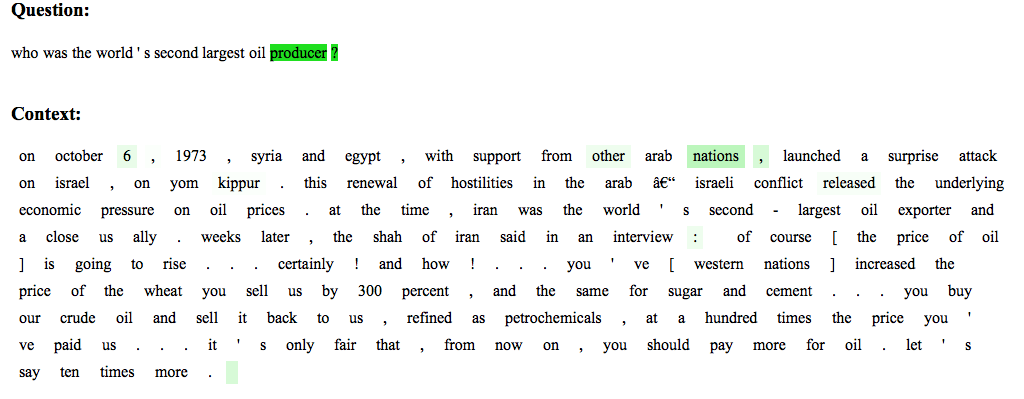 Question:
who was the world ' s second largest oil producer ?
Context:
on october 6 , 1973 , syria and egypt , with support from other arab nations , launched a surprise attack
on israel , on yom kippur . this renewal of hostilities in the arab â€“ israeli conflict released the underlying
economic pressure on oil prices . at the time , iran was the world ' s second - largest oil exporter and
a close us ally . weeks later , the shah of iran said in an interview : of course [ the price of oil
] is going to rise . . . certainly ! and how ! . . . you ' ve [ western nations ] increased the
price of the wheat you sell us by 300 percent , and the same for sugar and cement . . . you buy
our crude oil and sell it back to us , refined as petrochemicals , at a hundred times the price you '
ve paid us . . . it ' s only fair that , from now on , you should pay more for oil . let ' s
say ten times more .